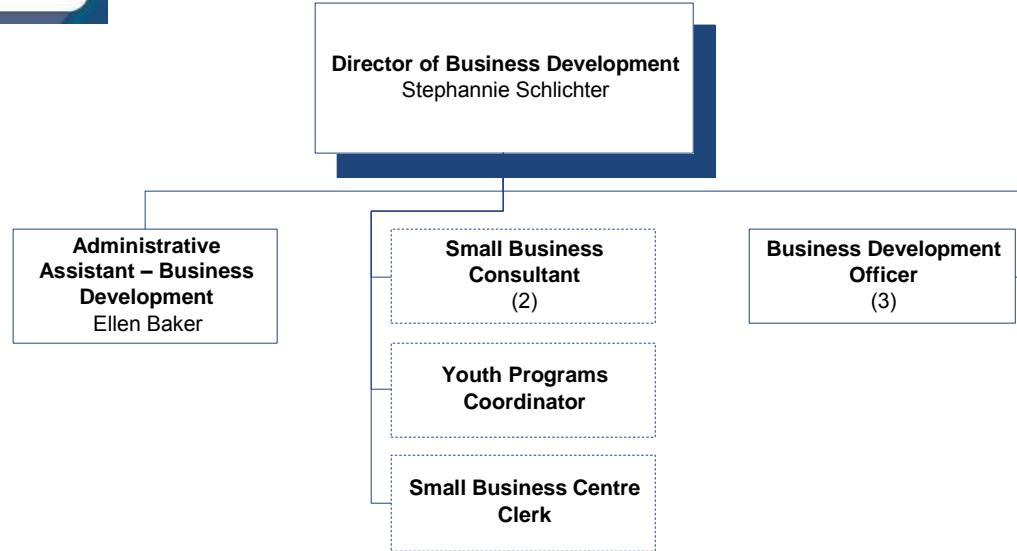 Director of Business Development
Stephannie Schlichter
Administrative
Assistant – Business
Development
Ellen Baker
Small Business
Consultant
(2)
Business Development
Officer
(3)
Youth Programs
Coordinator
Small Business Centre
Clerk